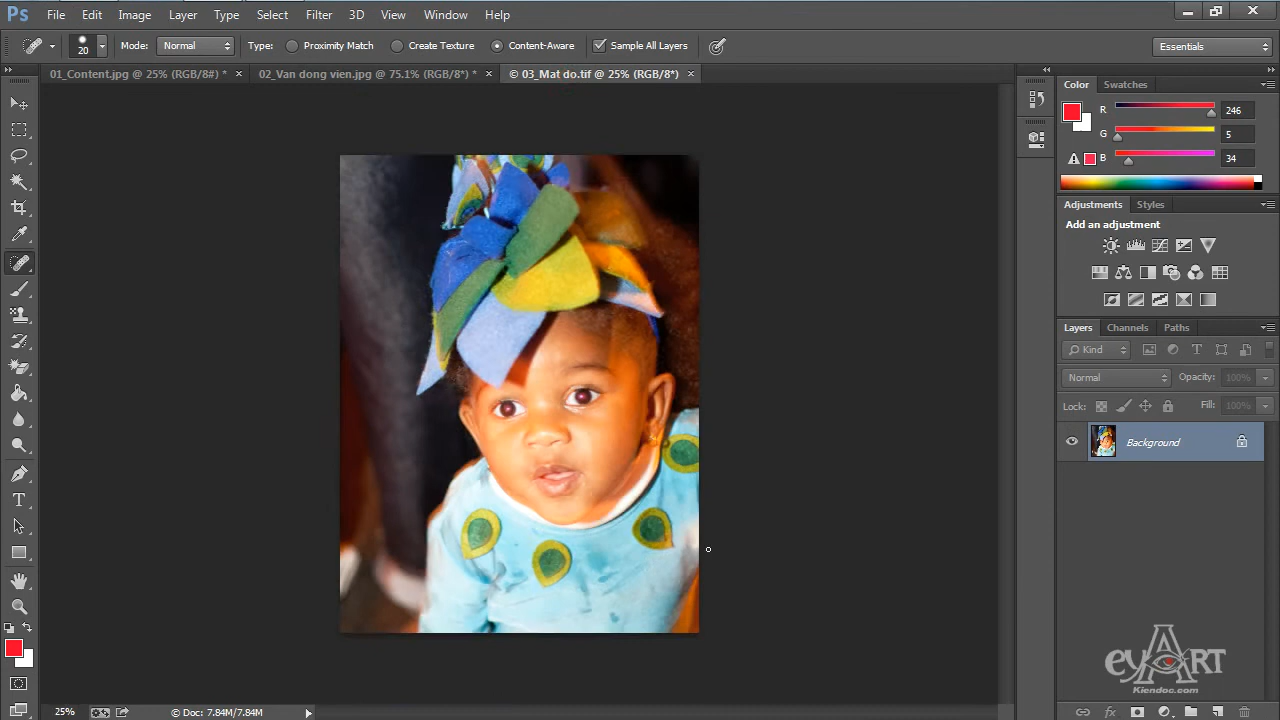 Ps File Edit Image Layer Type Select Filter 3D View Window Help
20 Mode: Normal Type: Proximity Match Create Texture Content-Aware Sample All Layers Essentials
01_Content.jpg @ 25% (RGB/8#) * × 02_Van dong vien.jpg @ 75.1% (RGB/8*) * × © 03_Mat do.tif @ 25% (RGB/8*) ×
Color Swatches
R 246
G 5
B 34
Adjustments Styles
Add an adjustment
Layers Channels Paths
Kind
Normal Opacity: 100%
Lock: Fill: 100%
Background
eyART
Kiendoc.com
25% © Doc: 7.84M/7.84M